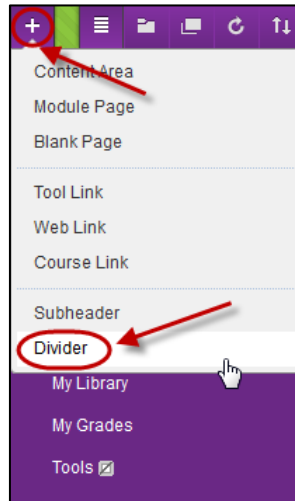 Content Area
Module Page
Blank Page
Tool Link
Web Link
Course Link
Subheader
Divider
My Library
My Grades
Tools